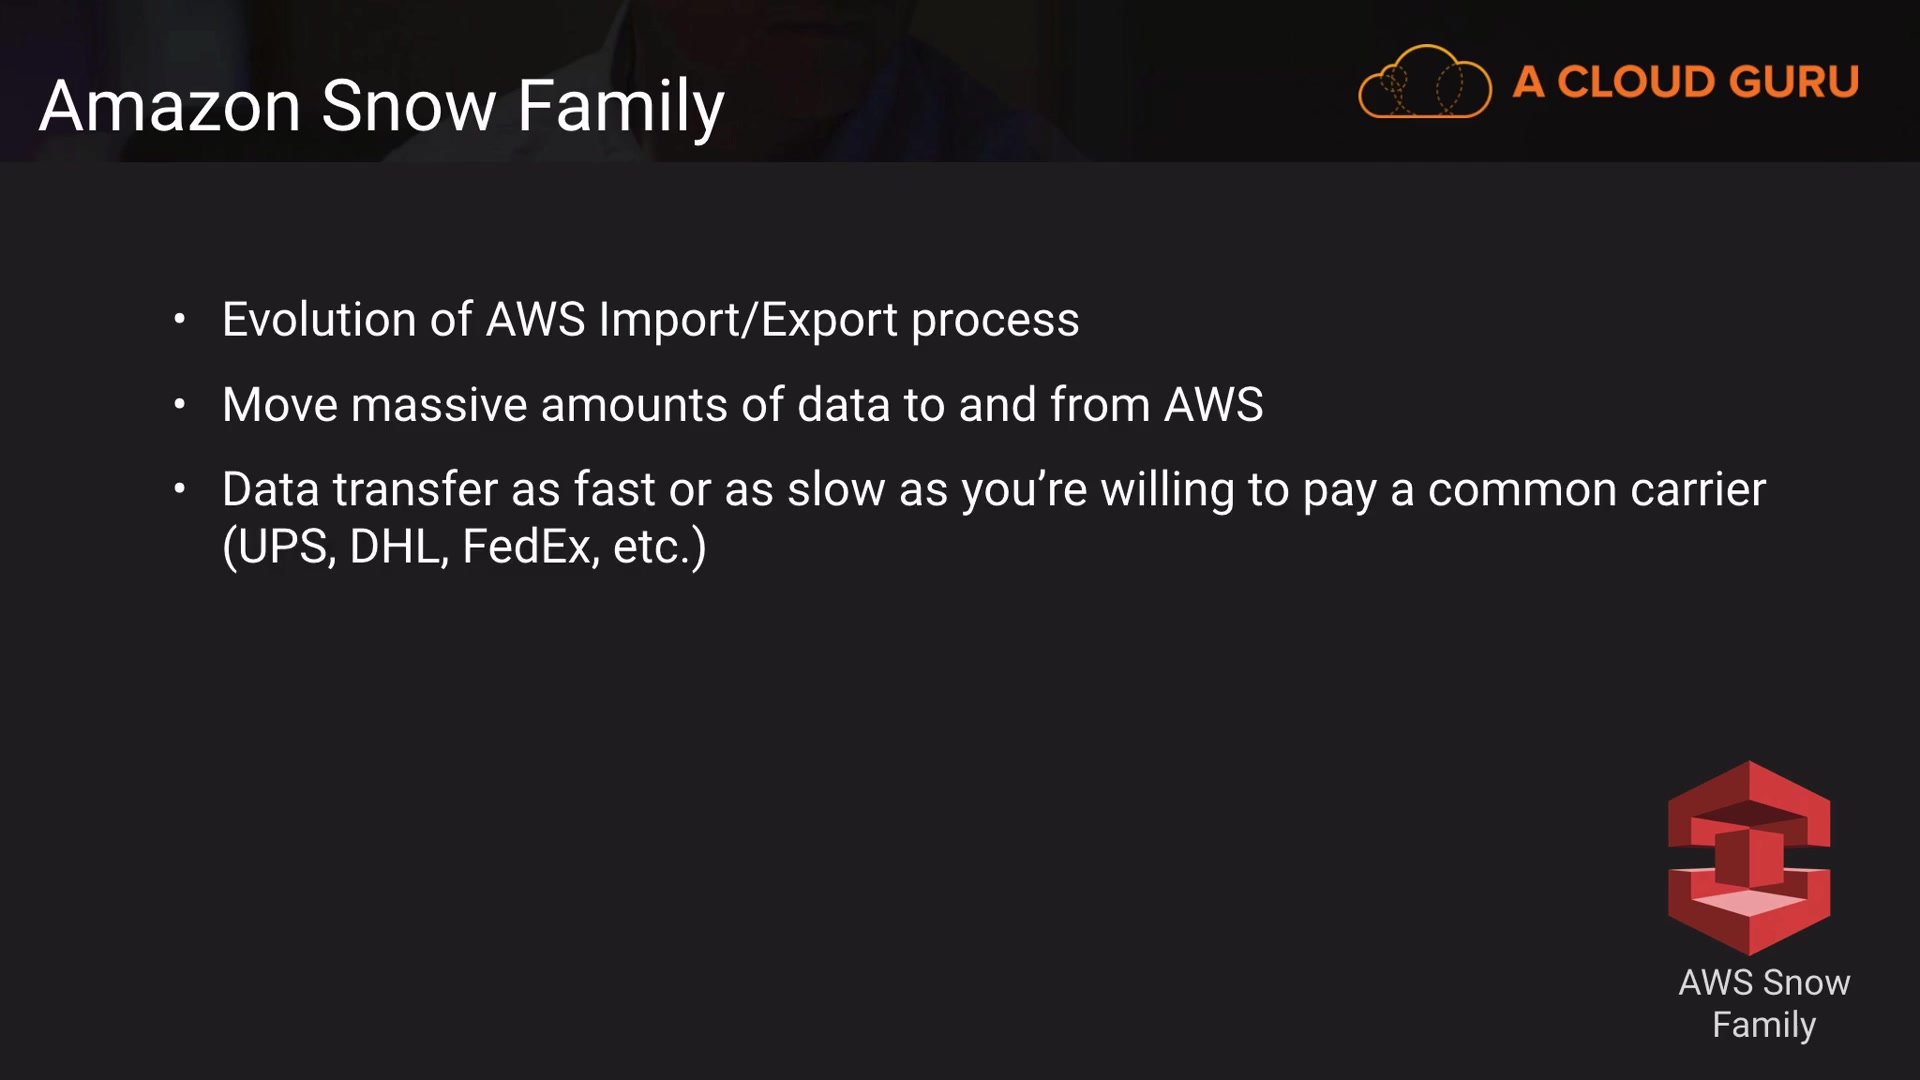 Amazon Snow Family
A CLOUD GURU
• Evolution of AWS Import/Export process
• Move massive amounts of data to and from AWS
• Data transfer as fast or as slow as you’re willing to pay a common carrier
(UPS, DHL, FedEx, etc.)
AWS Snow
Family